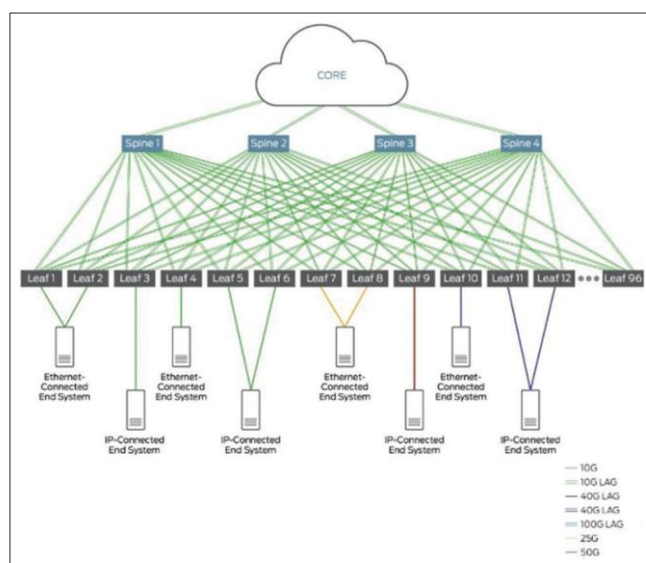 CORE
Spine 1 Spine 2 Spine 3 Spine 4
Leaf 1 Leaf 2 Leaf 3 Leaf 4 Leaf 5 Leaf 6 Leaf 7 Leaf 8 Leaf 9 Leaf 10 Leaf 11 Leaf 12 Leaf 96
Ethernet-
Connected
End System
Ethernet-
Connected
End System
Ethernet-
Connected
End System
Ethernet-
Connected
End System
IP-Connected
End System
IP-Connected
End System
IP-Connected
End System
IP-Connected
End System
10G
10G LAG
40G LAG
40G LAG
100G LAG
25G
50G